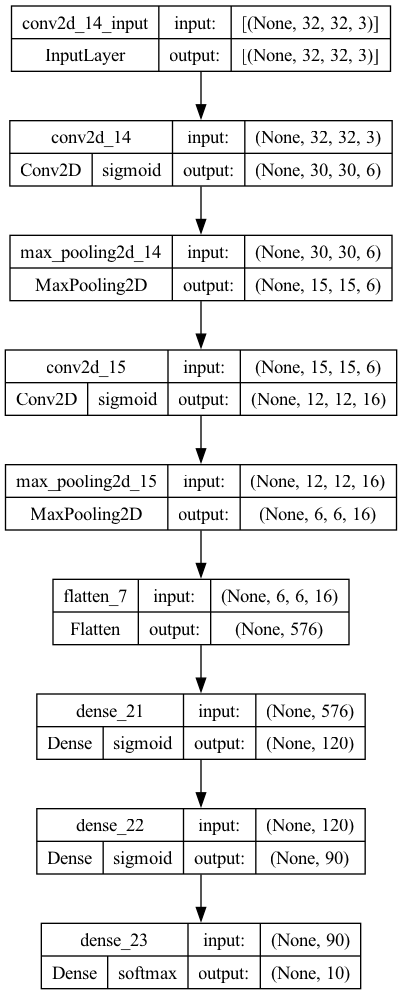 conv2d_14_input input: [(None, 32, 32, 3)]
InputLayer output: [(None, 32, 32, 3)]
conv2d_14 input: (None, 32, 32, 3)
Conv2D sigmoid output: (None, 30, 30, 6)
max_pooling2d_14 input: (None, 30, 30, 6)
MaxPooling2D output: (None, 15, 15, 6)
conv2d_15 input: (None, 15, 15, 6)
Conv2D sigmoid output: (None, 12, 12, 16)
max_pooling2d_15 input: (None, 12, 12, 16)
MaxPooling2D output: (None, 6, 6, 16)
flatten_7 input: (None, 6, 6, 16)
Flatten output: (None, 576)
dense_21 input: (None, 576)
Dense sigmoid output: (None, 120)
dense_22 input: (None, 120)
Dense sigmoid output: (None, 90)
dense_23 input: (None, 90)
Dense softmax output: (None, 10)